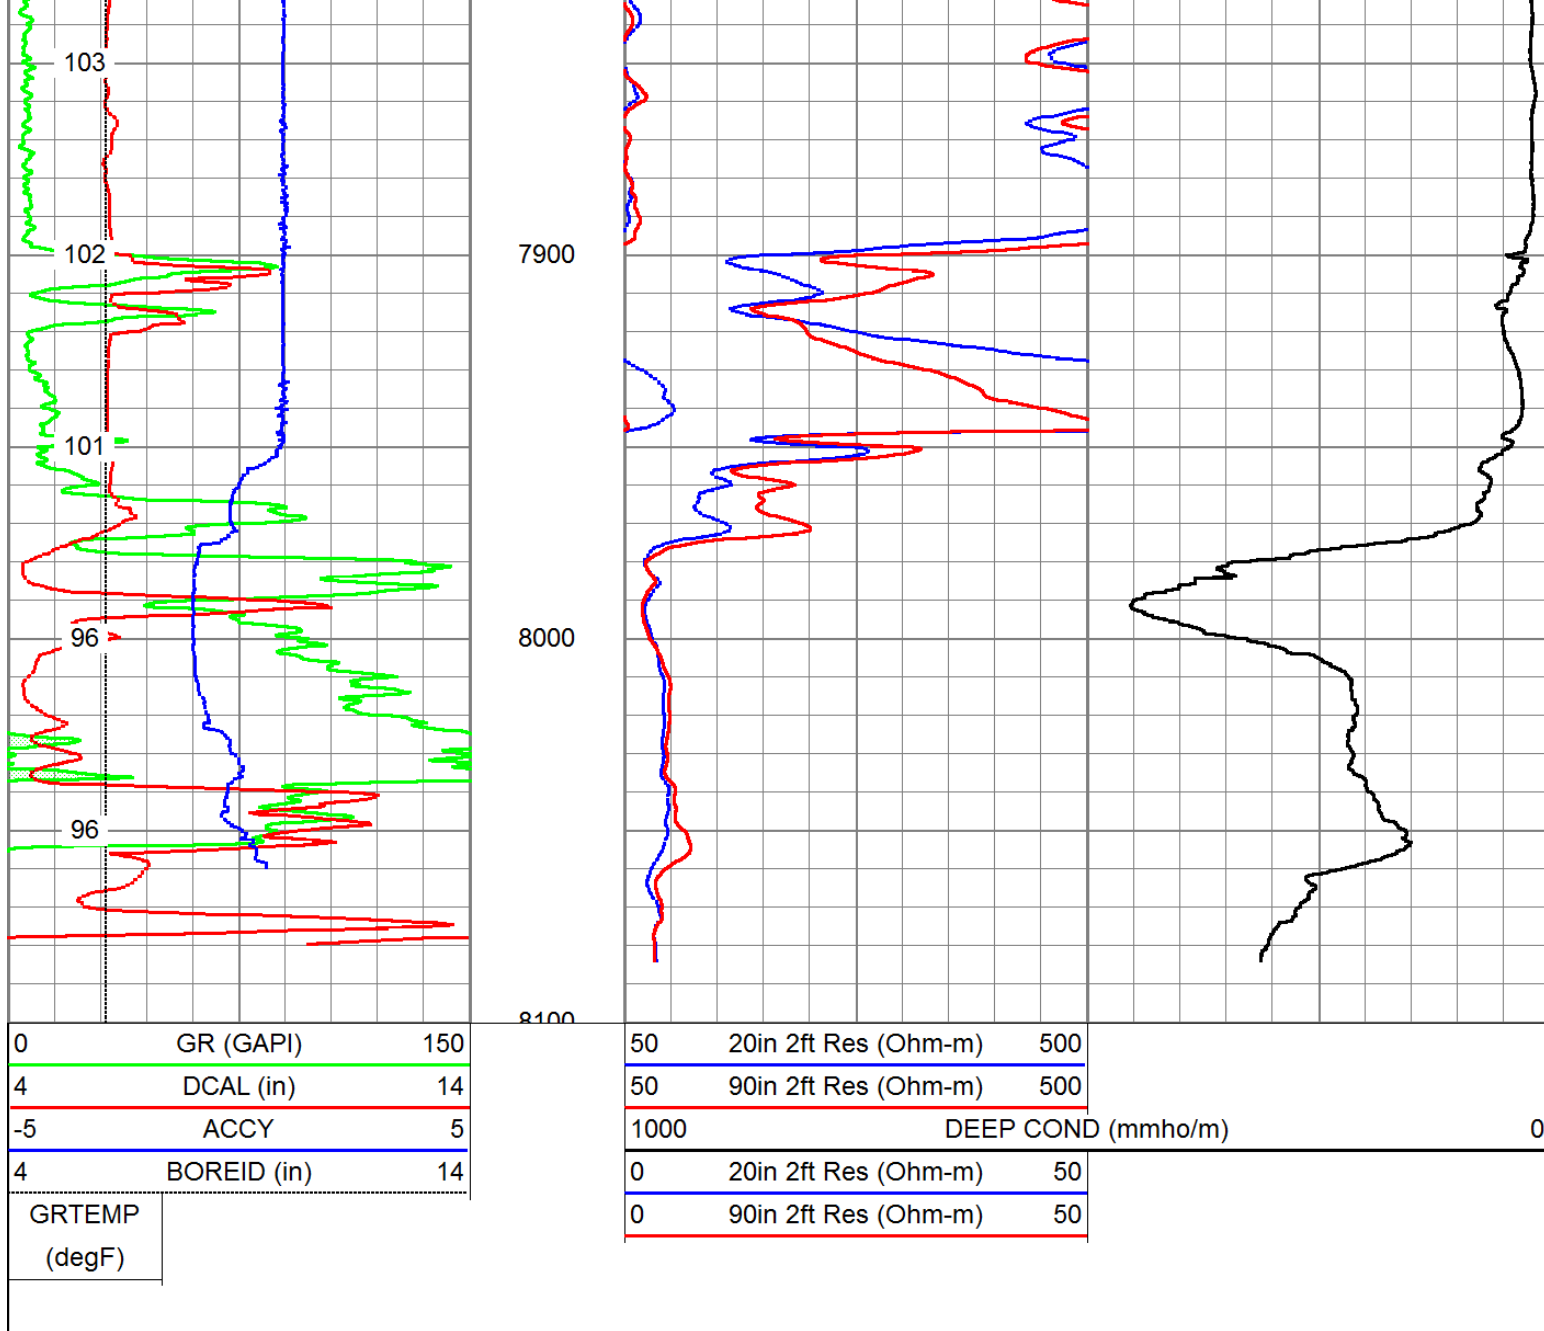 103
102
7900
101
96
8000
96
8100
0 GR (GAPI) 150
4 DCAL (in) 14
-5 ACCY 5
4 BOREID (in) 14
GRTEMP
(degF)
50 20in 2ft Res (Ohm-m) 500
50 90in 2ft Res (Ohm-m) 500
1000 DEEP COND (mmho/m) 0
0 20in 2ft Res (Ohm-m) 50
0 90in 2ft Res (Ohm-m) 50